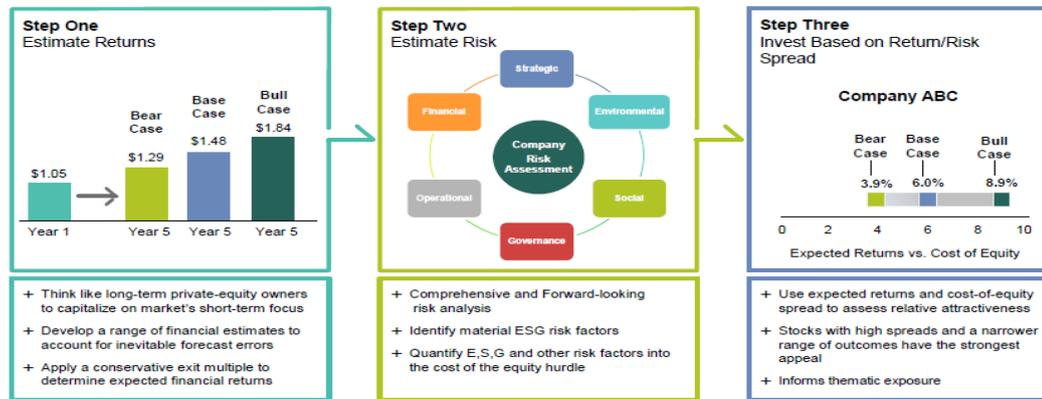 Step One
Estimate Returns
Bear
Case
Base
Case
Bull
Case
$1.05
$1.29
$1.48
$1.84
Year 1
Year 5
Year 5
Year 5
+ Think like long-term private-equity owners
to capitalize on market's short-term focus
+ Develop a range of financial estimates to
account for inevitable forecast errors
+ Apply a conservative exit multiple to
determine expected financial returns
Step Two
Estimate Risk
Strategic
Financial
Environmental
Company
Risk
Assessment
Operational
Social
Governance
+ Comprehensive and Forward-looking
risk analysis
+ Identify material ESG risk factors
+ Quantify E,S,G and other risk factors into
the cost of the equity hurdle
Step Three
Invest Based on Return/Risk
Spread
Company ABC
Bear
Case
Base
Case
Bull
Case
3.9%
6.0%
8.9%
0 2 4 6 8 10
Expected Returns vs. Cost of Equity
+ Use expected returns and cost-of-equity
spread to assess relative attractiveness
+ Stocks with high spreads and a narrower
range of outcomes have the strongest
appeal
+ Informs thematic exposure